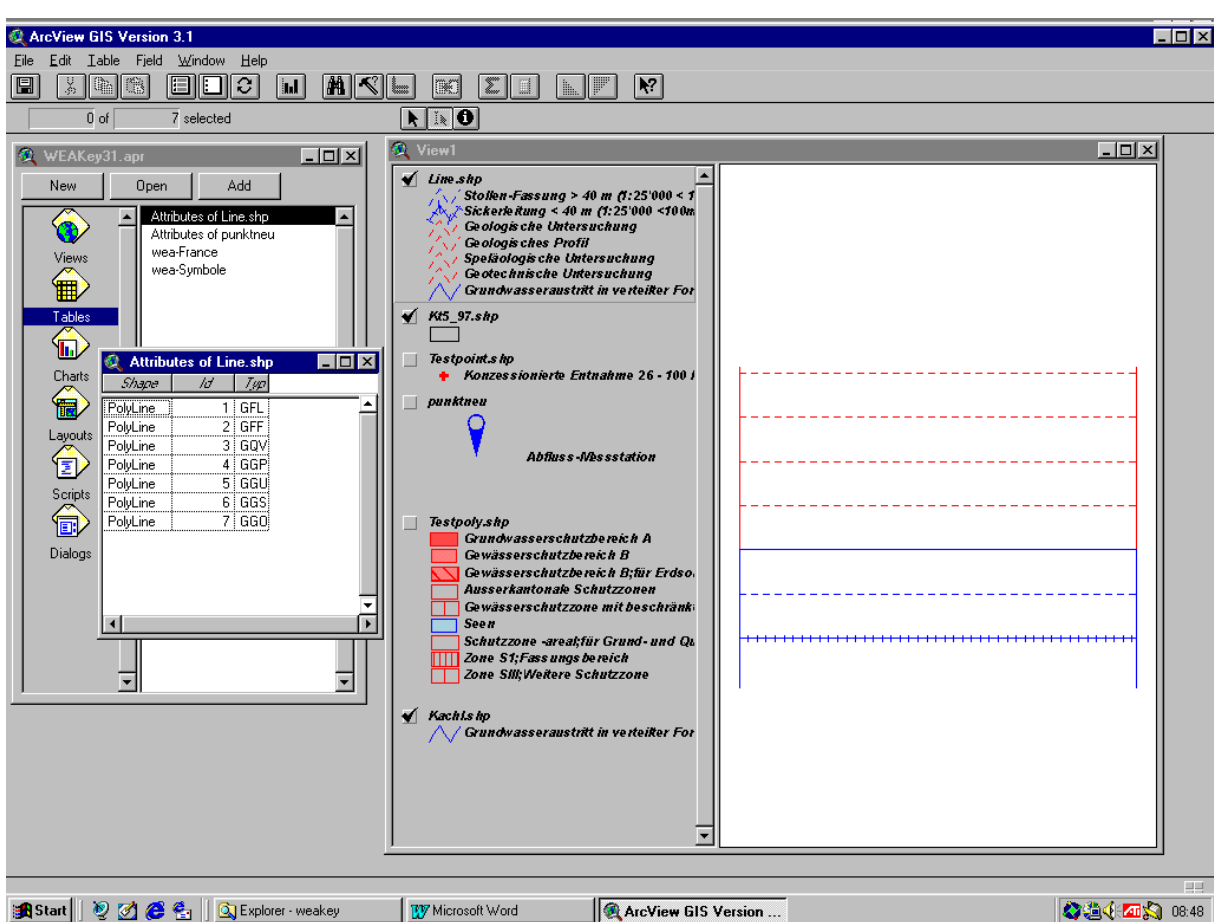 ArcView GIS Version 3.1
File Edit Table Field Window Help
0 of 7 selected
WEAKey31.apr
New Open Add
Views
Tables
Charts
Layouts
Scripts
Dialogs
Attributes of Line.shp
Attributes of punktneu
wea-France
wea-Symbole
Attributes of Line.shp
Shape Id Typ
PolyLine 1 GFL
PolyLine 2 GFF
PolyLine 3 GQV
PolyLine 4 GGP
PolyLine 5 GGU
PolyLine 6 GGS
PolyLine 7 GGO
View1
Line.shp
Stollen-Fassung > 40 m (1:25'000 < 1
Sickerleitung < 40 m (1:25'000 <100m
Geologische Untersuchung
Geologisches Profil
Speläologische Untersuchung
Geotechnische Untersuchung
Grundwasseraustritt in verteilter For
Kt5_97.shp
Testpoint.shp
Konzessionierte Entnahme 26 - 100 l
punktneu
Abfluss-Messstation
Testpoly.shp
Grundwasserschutzbereich A
Gewässerschutzbereich B
Gewässerschutzbereich B;für Erdso
Ausserkantonale Schutzzonen
Gewässerschutzzone mit beschränk
Seen
Schutzzone -areal;für Grund- und Qu
Zone S1;Fassungsbereich
Zone SIII;Weitere Schutzzone
Kachl.shp
Grundwasseraustritt in verteilter For
Start Explorer - weakey Microsoft Word ArcView GIS Version ... ATI 08:48